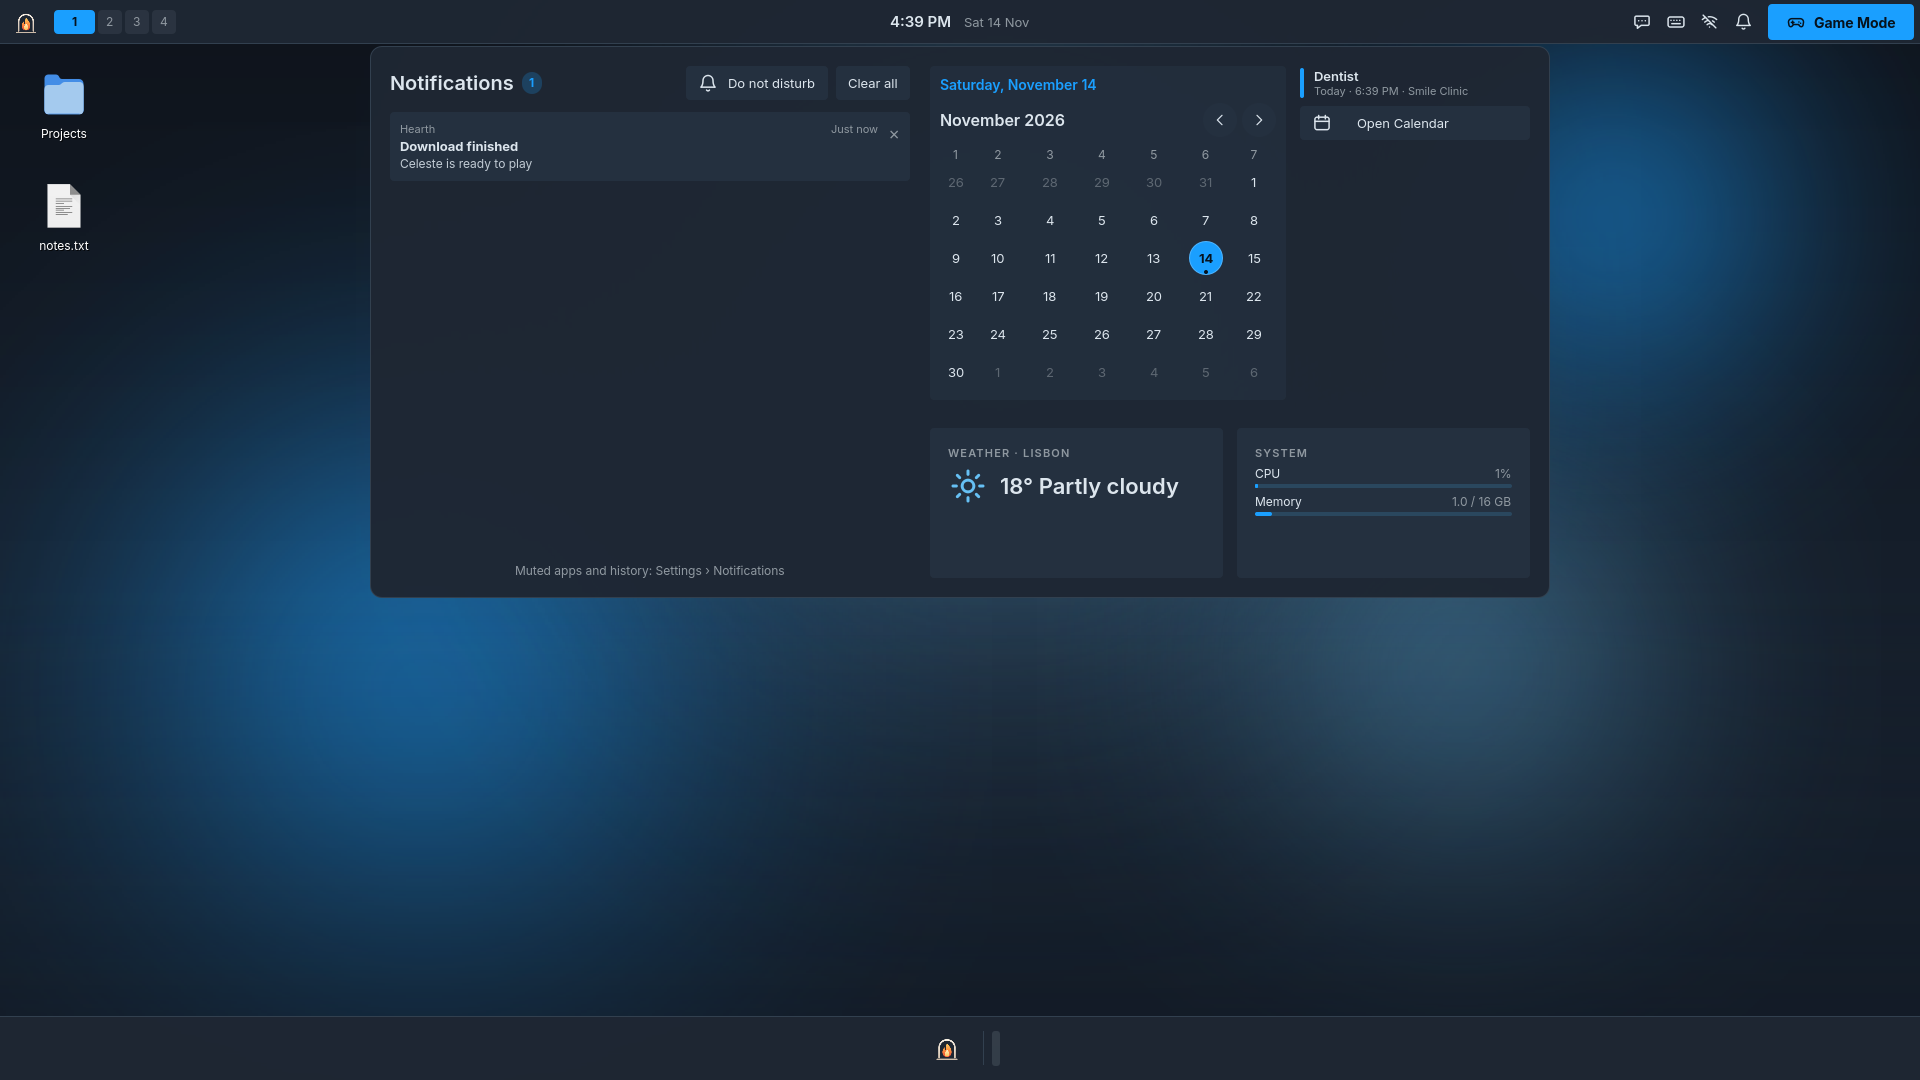 1 2 3 4
4:39 PM Sat 14 Nov
Game Mode
Projects
notes.txt
Notifications 1
Do not disturb
Clear all
Hearth
Just now
Download finished
Celeste is ready to play
Muted apps and history: Settings › Notifications
Saturday, November 14
November 2026
1 2 3 4 5 6 7
26 27 28 29 30 31 1
2 3 4 5 6 7 8
9 10 11 12 13 14 15
16 17 18 19 20 21 22
23 24 25 26 27 28 29
30 1 2 3 4 5 6
Dentist
Today · 6:39 PM · Smile Clinic
Open Calendar
WEATHER · LISBON
18° Partly cloudy
SYSTEM
CPU 1%
Memory 1.0 / 16 GB